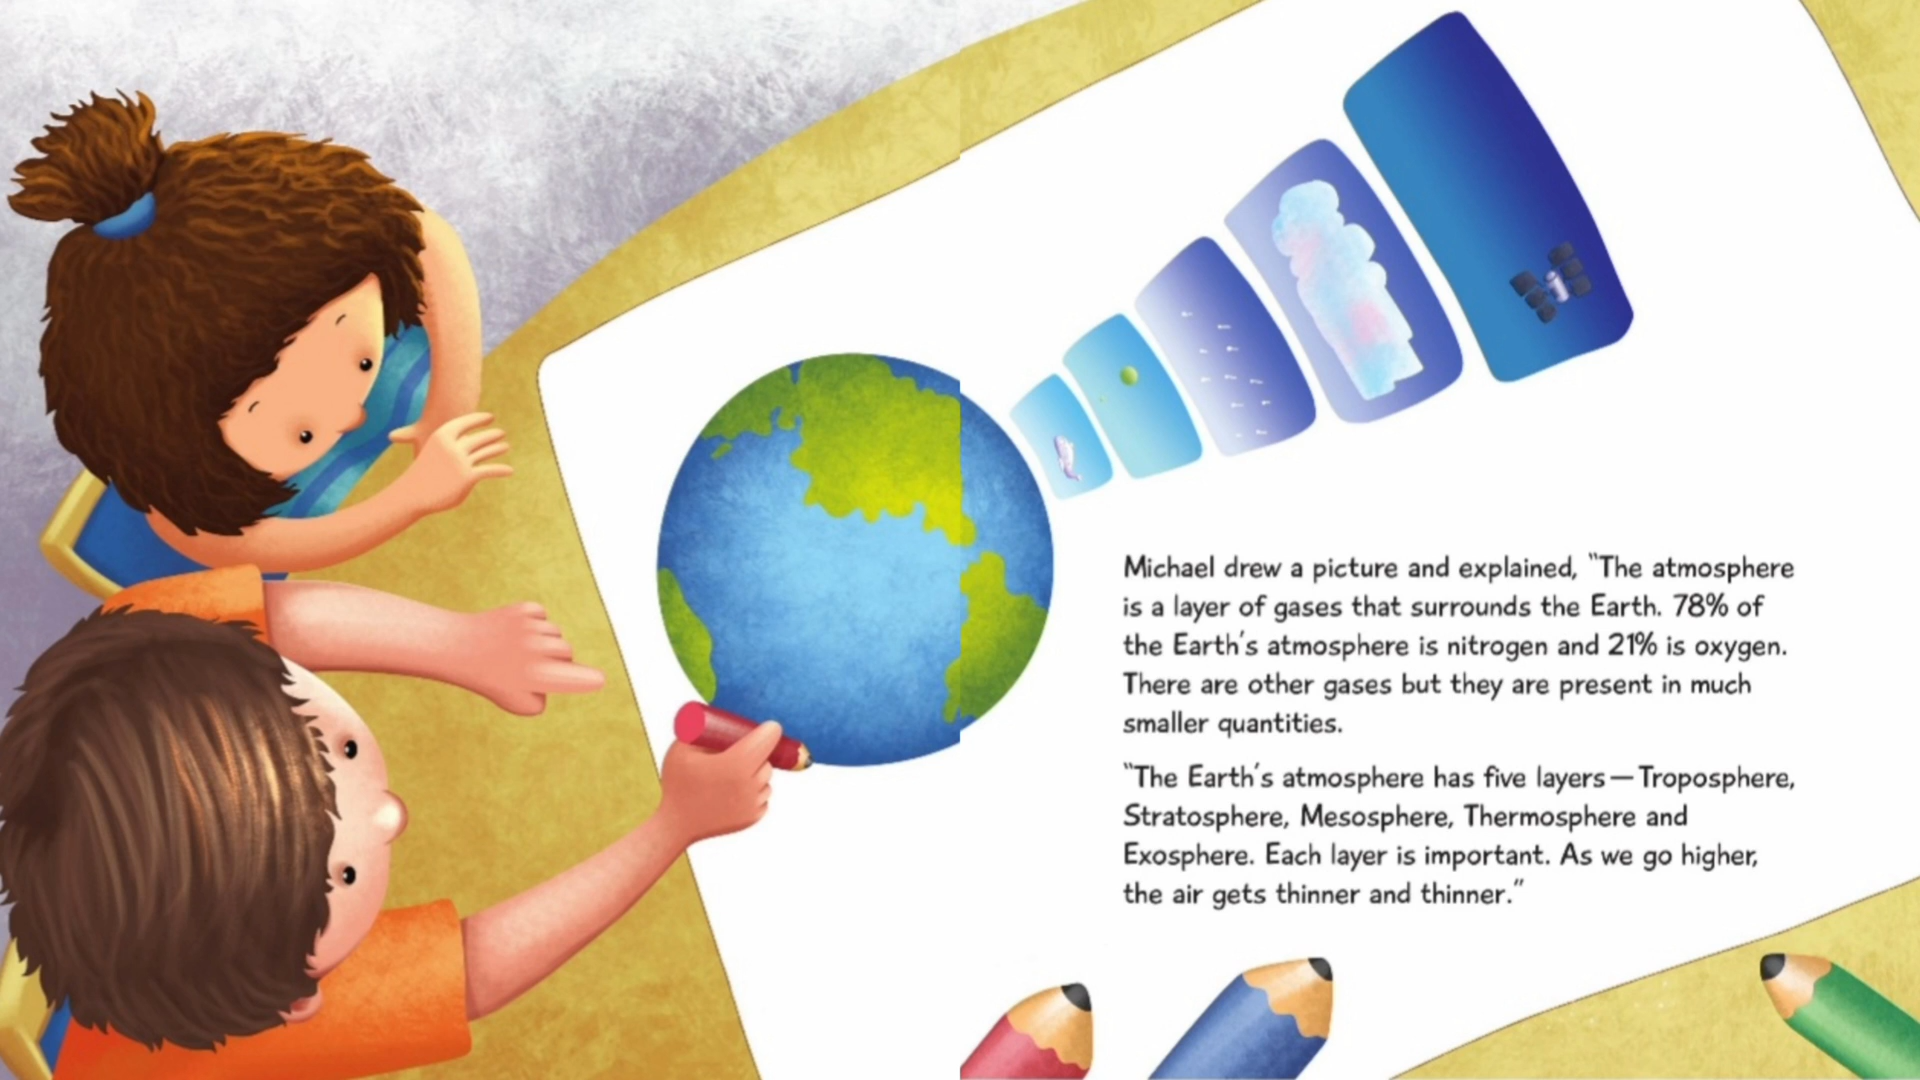 Michael drew a picture and explained, “The atmosphere
is a layer of gases that surrounds the Earth. 78% of
the Earth's atmosphere is nitrogen and 21% is oxygen.
There are other gases but they are present in much
smaller quantities.
“The Earth's atmosphere has five layers—Troposphere,
Stratosphere, Mesosphere, Thermosphere and
Exosphere. Each layer is important. As we go higher,
the air gets thinner and thinner.”